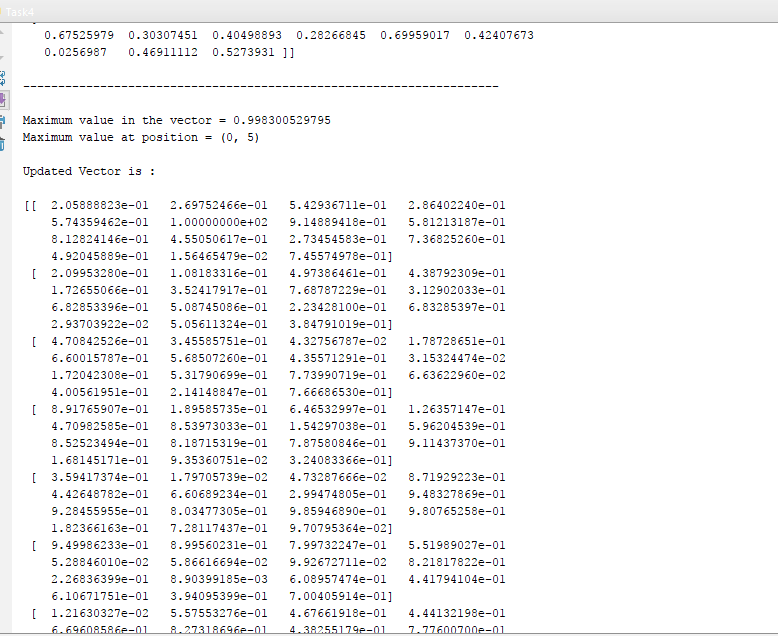 Task4
0.67525979  0.30307451  0.40498893  0.28266845  0.69959017  0.42407673
0.0256987   0.46911112  0.5273931 ]]
--------------------------------------------------------------------
Maximum value in the vector = 0.998300529795
Maximum value at position = (0, 5)
Updated Vector is :
[[  2.05888823e-01   2.69752466e-01   5.42936711e-01   2.86402240e-01
5.74359462e-01   1.00000000e+02   9.14889418e-01   5.81213187e-01
8.12824146e-01   4.55050617e-01   2.73454583e-01   7.36825260e-01
4.92045889e-01   1.56465479e-02   7.45574978e-01]
[  2.09953280e-01   1.08183316e-01   4.97386461e-01   4.38792309e-01
1.72655066e-01   3.52417917e-01   7.68787229e-01   3.12902033e-01
6.82853396e-01   5.08745086e-01   2.23428100e-01   6.83285397e-01
2.93703922e-02   5.05611324e-01   3.84791019e-01]
[  4.70842526e-01   3.45585751e-01   4.32756787e-02   1.78728651e-01
6.60015787e-01   5.68507260e-01   4.35571291e-01   3.15324474e-02
1.72042308e-01   5.31790699e-01   7.73990719e-01   6.63622960e-02
4.00561951e-01   2.14148847e-01   7.66686530e-01]
[  8.91765907e-01   1.89585735e-01   6.46532997e-01   1.26357147e-01
4.70982585e-01   8.53973033e-01   1.54297038e-01   5.96204539e-01
8.52523494e-01   8.18715319e-01   7.87580846e-01   9.11437370e-01
1.68145171e-01   9.35360751e-02   3.24083366e-01]
[  3.59417374e-01   1.79705739e-02   4.73287666e-02   8.71929223e-01
4.42648782e-01   6.60689234e-01   2.99474805e-01   9.48327869e-01
9.28455955e-01   8.03477305e-01   9.85946890e-01   9.80765258e-01
1.82366163e-01   7.28117437e-01   9.70795364e-02]
[  9.49986233e-01   8.99560231e-01   7.99732247e-01   5.51989027e-01
5.28846010e-02   5.86616694e-02   9.92672711e-02   8.21817822e-01
2.26836399e-01   8.90399185e-03   6.08957474e-01   4.41794104e-01
6.10671751e-01   3.94095399e-01   7.00405914e-01]
[  1.21630327e-02   5.57553276e-01   4.67661918e-01   4.44132198e-01
6.69608586e-01   8.27318696e-01   4.38255179e-01   7.77600700e-01